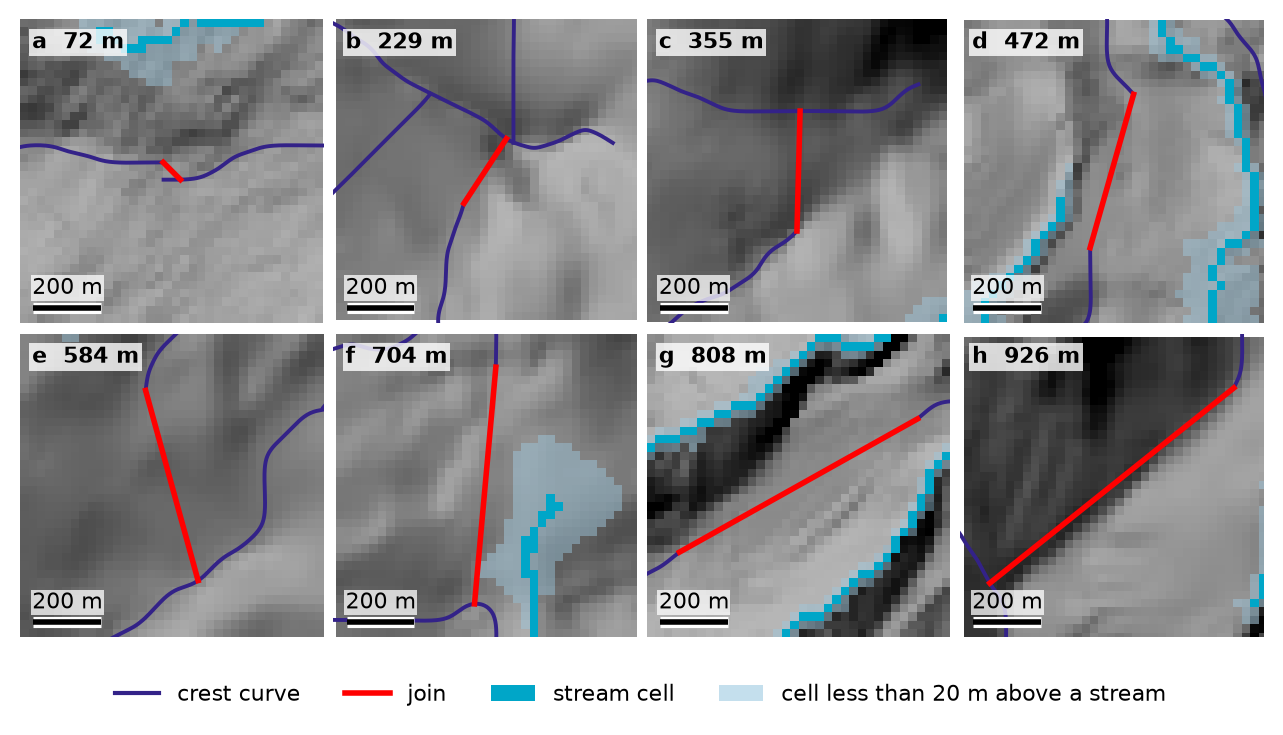 a 72 m
b 229 m
c 355 m
d 472 m
200 m
200 m
200 m
200 m
e 584 m
f 704 m
g 808 m
h 926 m
200 m
200 m
200 m
200 m
crest curve
join
stream cell
cell less than 20 m above a stream